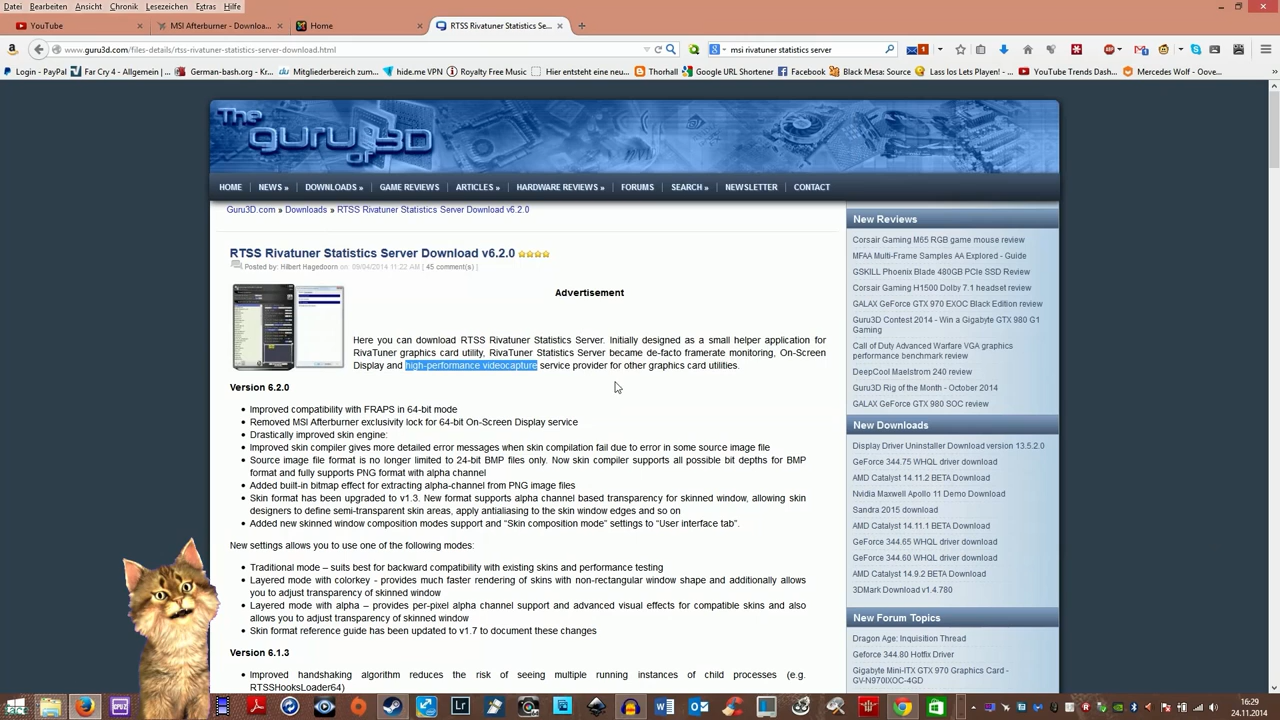 Datei Bearbeiten Ansicht Chronik Lesezeichen Extras Hilfe
YouTube
MSI Afterburner - Downloa...
Home
RTSS Rivatuner Statistics Se...
www.guru3d.com/files-details/rtss-rivatuner-statistics-server-download.html
msi rivatuner statistics server
Login - PayPal
Far Cry 4 - Allgemein |...
German-bash.org - Kr...
Mitgliederbereich zum...
hide.me VPN
Royalty Free Music
Hier entsteht eine neu...
Thorhall
Google URL Shortener
Facebook
Black Mesa: Source
Lass los Lets Playen! -...
YouTube Trends Dash...
Mercedes Wolf - Oove...
The guru of 3D
HOME NEWS » DOWNLOADS » GAME REVIEWS ARTICLES » HARDWARE REVIEWS » FORUMS SEARCH » NEWSLETTER CONTACT
Guru3D.com » Downloads » RTSS Rivatuner Statistics Server Download v6.2.0
RTSS Rivatuner Statistics Server Download v6.2.0
Posted by: Hilbert Hagedoorn on: 09/04/2014 11:22 AM [ 45 comment(s) ]
Advertisement
Here you can download RTSS Rivatuner Statistics Server. Initially designed as a small helper application for
RivaTuner graphics card utility, RivaTuner Statistics Server became de-facto framerate monitoring, On-Screen
Display and high-performance videocapture service provider for other graphics card utilities.
Version 6.2.0
• Improved compatibility with FRAPS in 64-bit mode
• Removed MSI Afterburner exclusivity lock for 64-bit On-Screen Display service
• Drastically improved skin engine:
• Improved skin compiler gives more detailed error messages when skin compilation fail due to error in some source image file
• Source image file format is no longer limited to 24-bit BMP files only. Now skin compiler supports all possible bit depths for BMP
format and fully supports PNG format with alpha channel
• Added built-in bitmap effect for extracting alpha-channel from PNG image files
• Skin format has been upgraded to v1.3. New format supports alpha channel based transparency for skinned window, allowing skin
designers to define semi-transparent skin areas, apply antialiasing to the skin window edges and so on
• Added new skinned window composition modes support and “Skin composition mode” settings to “User interface tab”.
New settings allows you to use one of the following modes:
• Traditional mode – suits best for backward compatibility with existing skins and performance testing
• Layered mode with colorkey - provides much faster rendering of skins with non-rectangular window shape and additionally allows
you to adjust transparency of skinned window
• Layered mode with alpha – provides per-pixel alpha channel support and advanced visual effects for compatible skins and also
allows you to adjust transparency of skinned window
• Skin format reference guide has been updated to v1.7 to document these changes
Version 6.1.3
• Improved handshaking algorithm reduces the risk of seeing multiple running instances of child processes (e.g.
RTSSHooksLoader64)
New Reviews
Corsair Gaming M65 RGB game mouse review
MFAA Multi-Frame Samples AA Explored - Guide
GSKILL Phoenix Blade 480GB PCIe SSD Review
Corsair Gaming H1500 Dolby 7.1 headset review
GALAX GeForce GTX 970 EXOC Black Edition review
Guru3D Contest 2014 - Win a Gigabyte GTX 980 G1
Gaming
Call of Duty Advanced Warfare VGA graphics
performance benchmark review
DeepCool Maelstrom 240 review
Guru3D Rig of the Month - October 2014
GALAX GeForce GTX 980 SOC review
New Downloads
Display Driver Uninstaller Download version 13.5.2.0
GeForce 344.75 WHQL driver download
AMD Catalyst 14.11.2 BETA Download
Nvidia Maxwell Apollo 11 Demo Download
Sandra 2015 download
AMD Catalyst 14.11.1 BETA Download
GeForce 344.65 WHQL driver download
GeForce 344.60 WHQL driver download
AMD Catalyst 14.9.2 BETA Download
3DMark Download v1.4.780
New Forum Topics
Dragon Age: Inquisition Thread
Geforce 344.80 Hotfix Driver
Gigabyte Mini-ITX GTX 970 Graphics Card -
GV-N970IXOC-4GD
16:29
24.11.2014